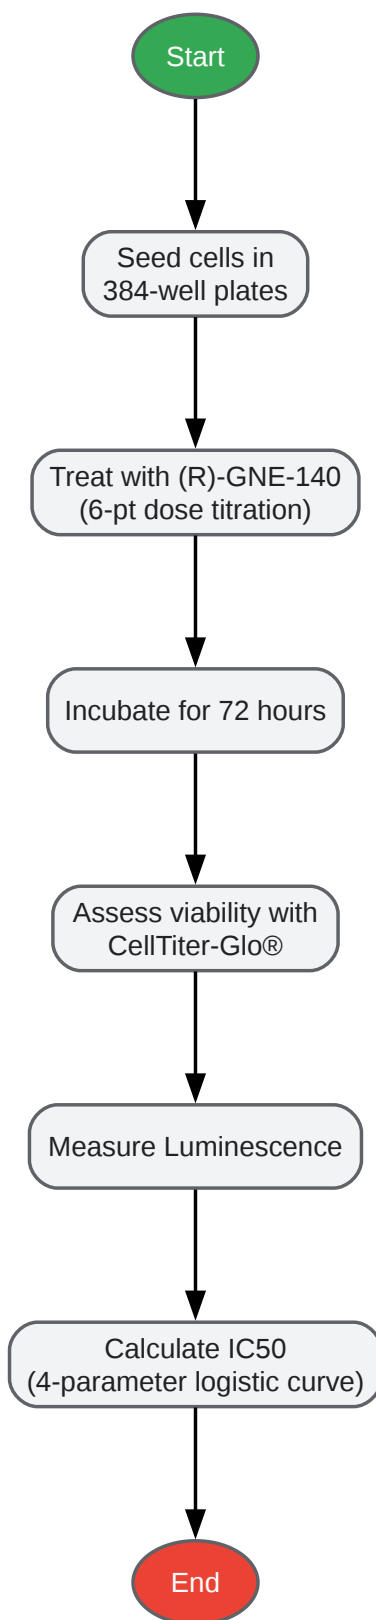 Start
Seed cells in
384-well plates
Treat with (R)-GNE-140
(6-pt dose titration)
Incubate for 72 hours
Assess viability with
CellTiter-Glo®
Measure Luminescence
Calculate IC50
(4-parameter logistic curve)
End